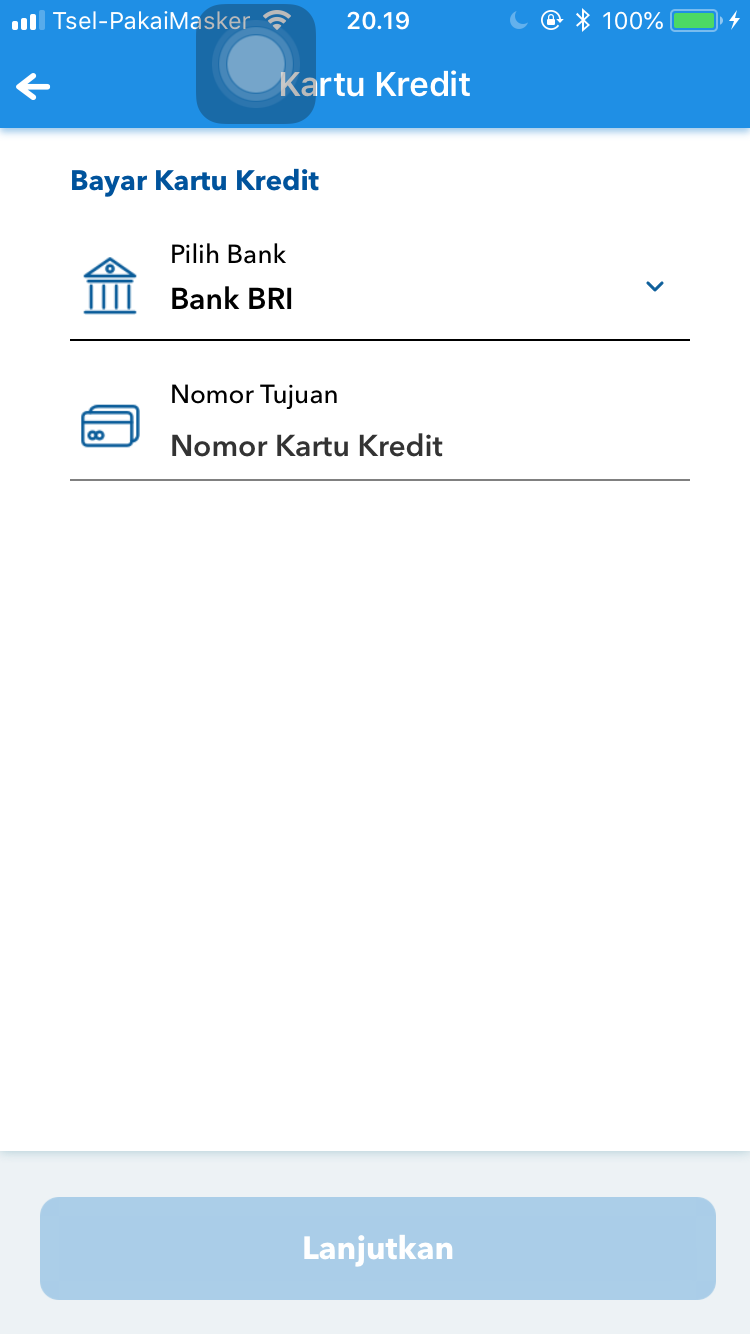 Tsel-PakaiMasker 20.19 100%
Kartu Kredit
Bayar Kartu Kredit
Pilih Bank
Bank BRI
Nomor Tujuan
Nomor Kartu Kredit
Lanjutkan